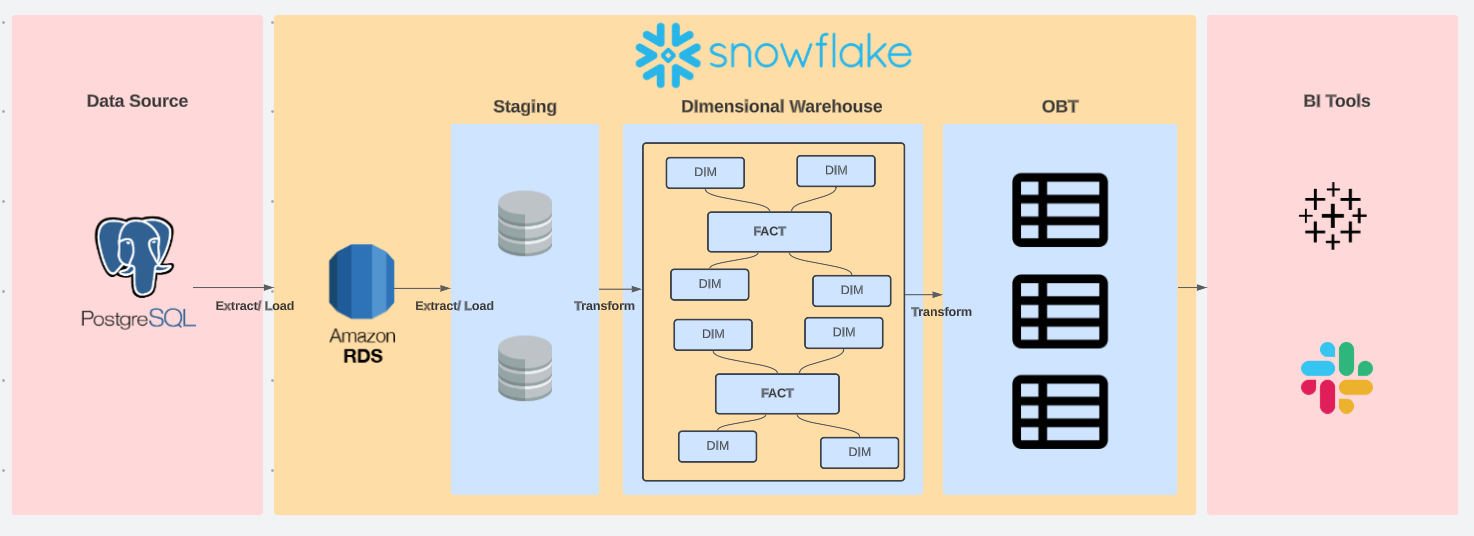 snowflake
Data Source
Staging
DImensional Warehouse
OBT
BI Tools
PostgreSQL
Extract/ Load
Amazon
RDS
Extract/ Load
Transform
DIM
DIM
FACT
DIM
DIM
DIM
DIM
FACT
DIM
DIM
Transform